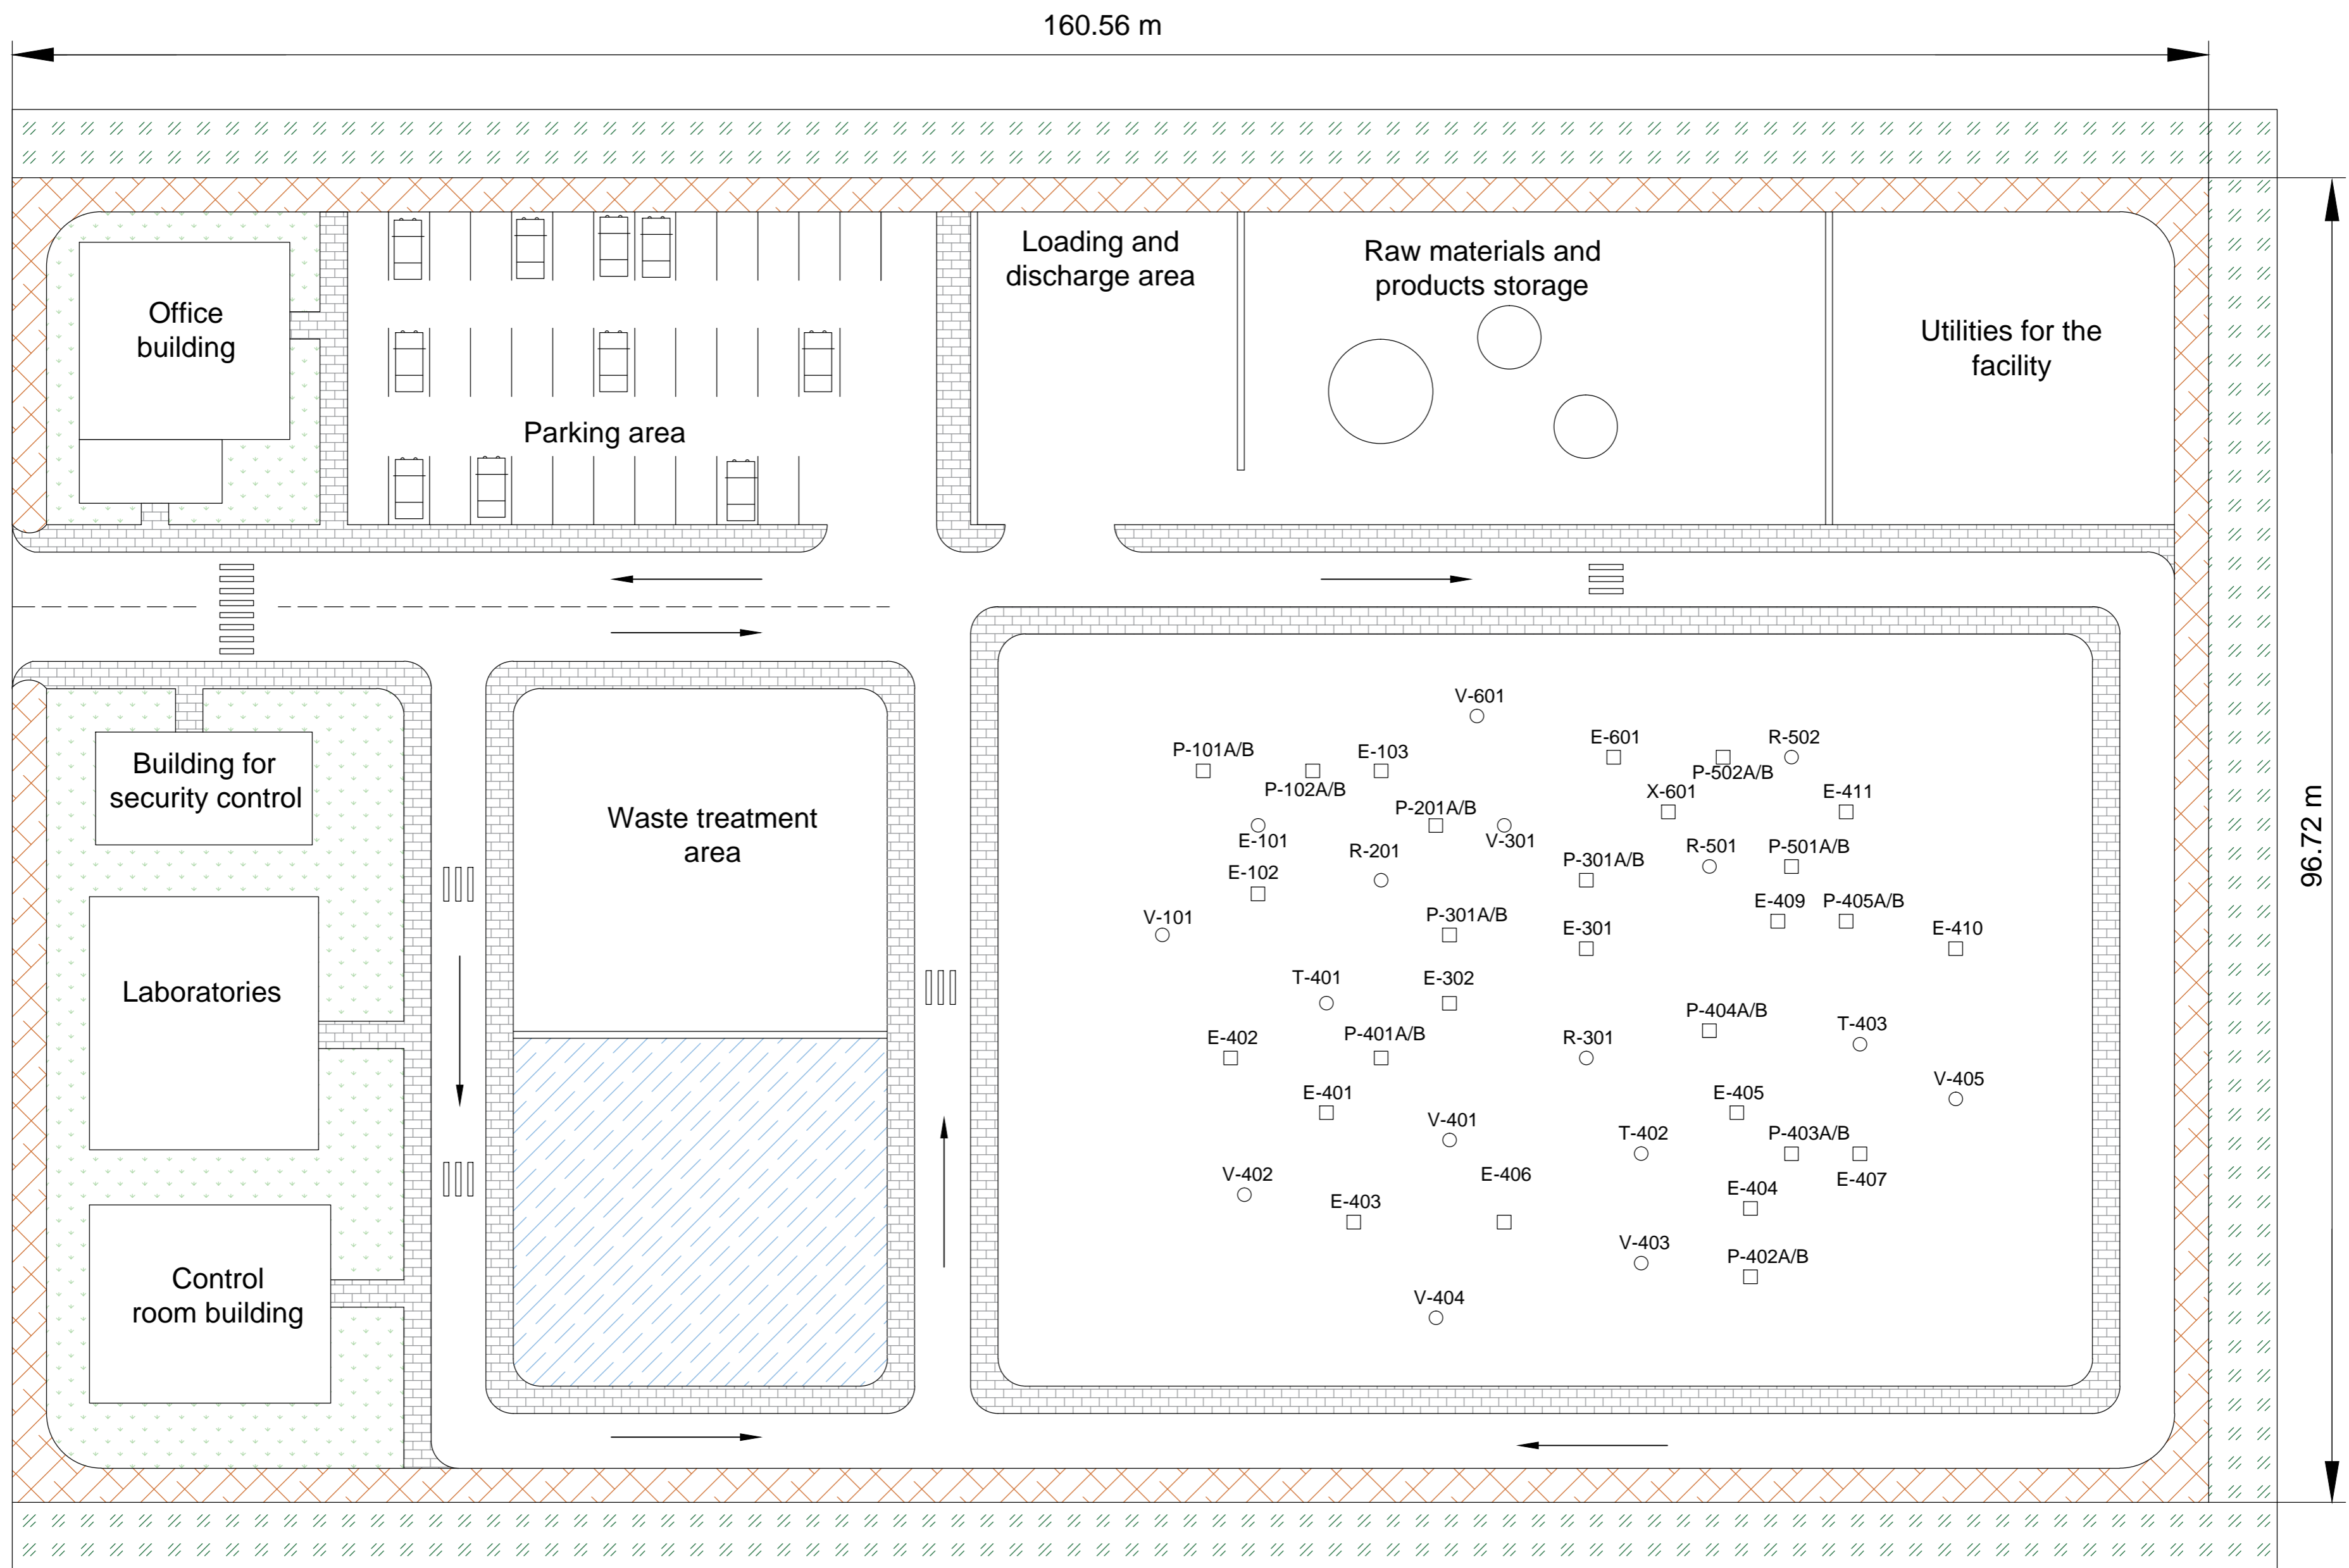 160.56 m
Office
building
Parking area
Loading and
discharge area
Raw materials and
products storage
Utilities for the
facility
96.72 m
Building for
security control
Laboratories
Control
room building
Waste treatment
area
V-601
P-101A/B
P-102A/B
E-103
E-601
P-502A/B
R-502
X-601
E-411
E-101
P-201A/B
V-301
R-201
P-301A/B
R-501
P-501A/B
E-102
V-101
P-301A/B
E-301
E-409
P-405A/B
E-410
T-401
E-302
P-404A/B
T-403
E-402
P-401A/B
R-301
V-405
E-401
V-401
E-405
T-402
P-403A/B
E-407
V-402
E-406
E-404
E-403
V-403
P-402A/B
V-404